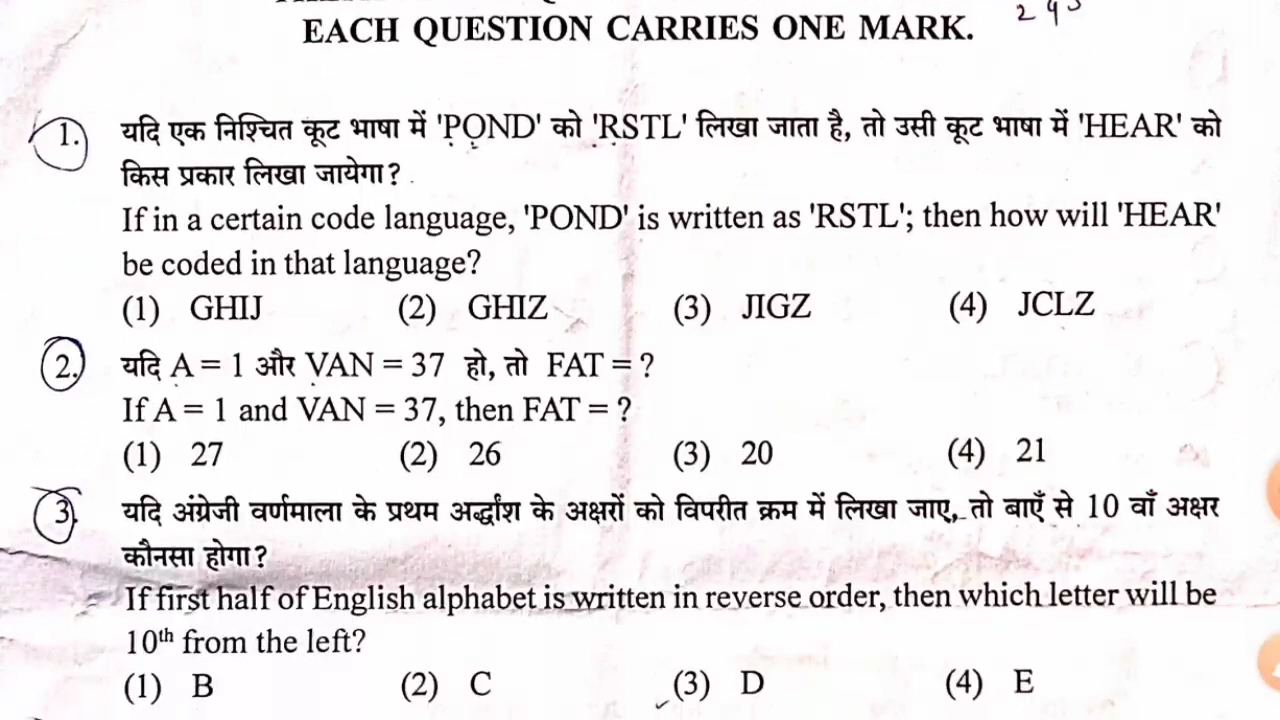 EACH QUESTION CARRIES ONE MARK.
1. यदि एक निश्चित कूट भाषा में 'POND' को 'RSTL' लिखा जाता है, तो उसी कूट भाषा में 'HEAR' को
किस प्रकार लिखा जायेगा?
If in a certain code language, 'POND' is written as 'RSTL'; then how will 'HEAR'
be coded in that language?
(1) GHIJ (2) GHIZ (3) JIGZ (4) JCLZ
2. यदि A = 1 और VAN = 37 हो, तो FAT = ?
If A = 1 and VAN = 37, then FAT = ?
(1) 27 (2) 26 (3) 20 (4) 21
3. यदि अंग्रेजी वर्णमाला के प्रथम अर्द्धांश के अक्षरों को विपरीत क्रम में लिखा जाए, तो बाएँ से 10 वाँ अक्षर
कौनसा होगा?
If first half of English alphabet is written in reverse order, then which letter will be
10th from the left?
(1) B (2) C (3) D (4) E